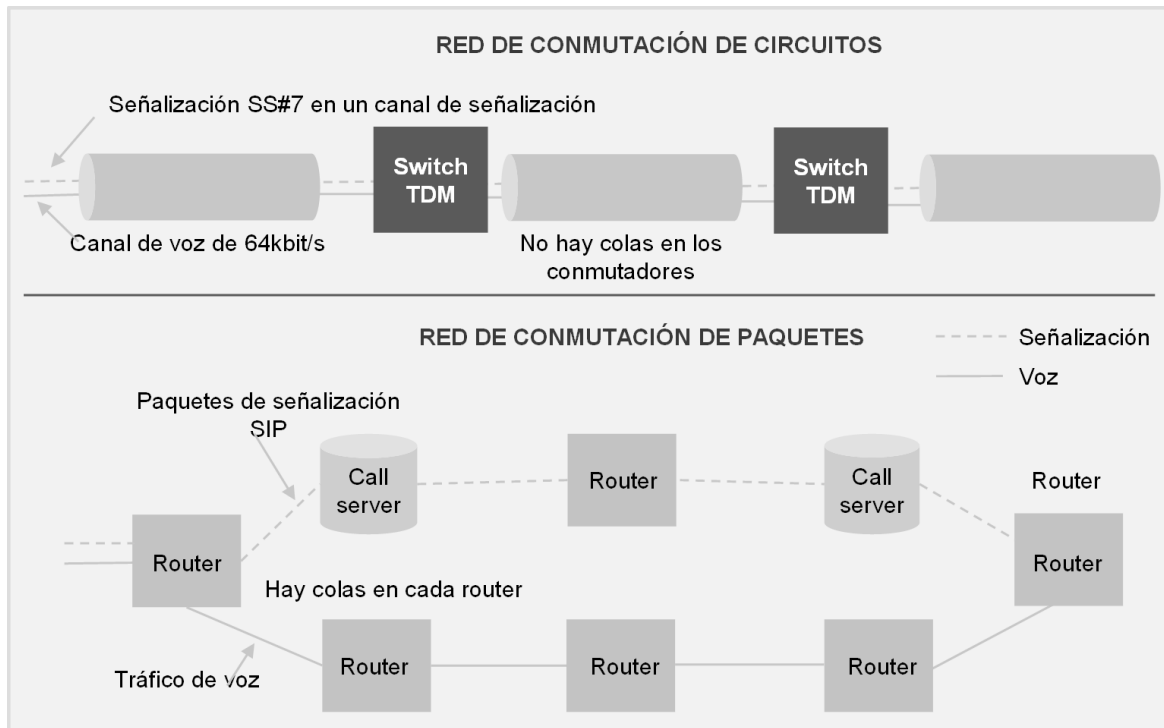 RED DE CONMUTACIÓN DE CIRCUITOS
Señalización SS#7 en un canal de señalización
Switch
TDM
Switch
TDM
Canal de voz de 64kbit/s
No hay colas en los
conmutadores
RED DE CONMUTACIÓN DE PAQUETES
Señalización
Voz
Paquetes de señalización
SIP
Call
server
Router
Call
server
Router
Router
Router
Hay colas en cada router
Router
Router
Router
Tráfico de voz